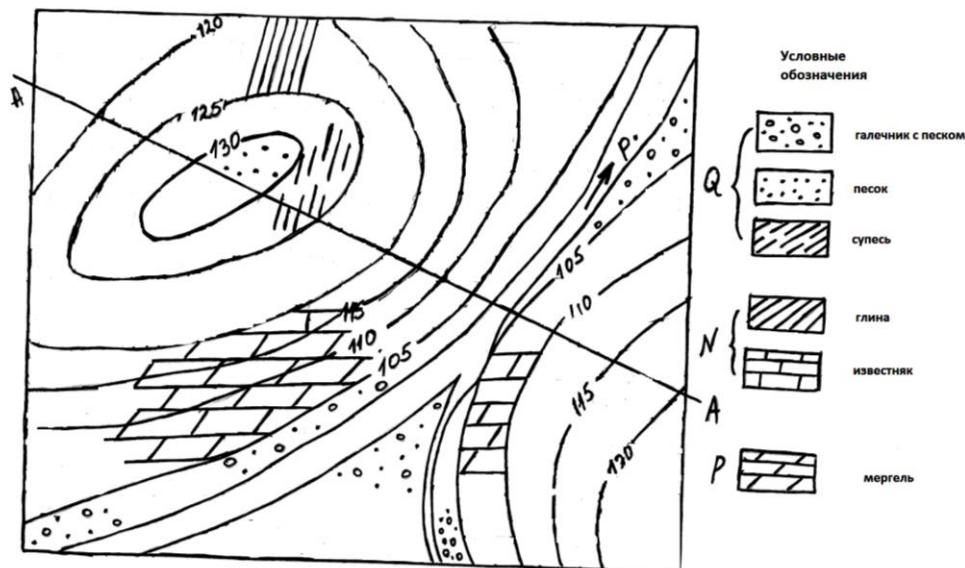 120
Условные
обозначения
A
125
130
галечник с песком
P.
Q
песок
супесь
105
110
глина
115
N
110
известняк
105
A
115
120
P
мергель